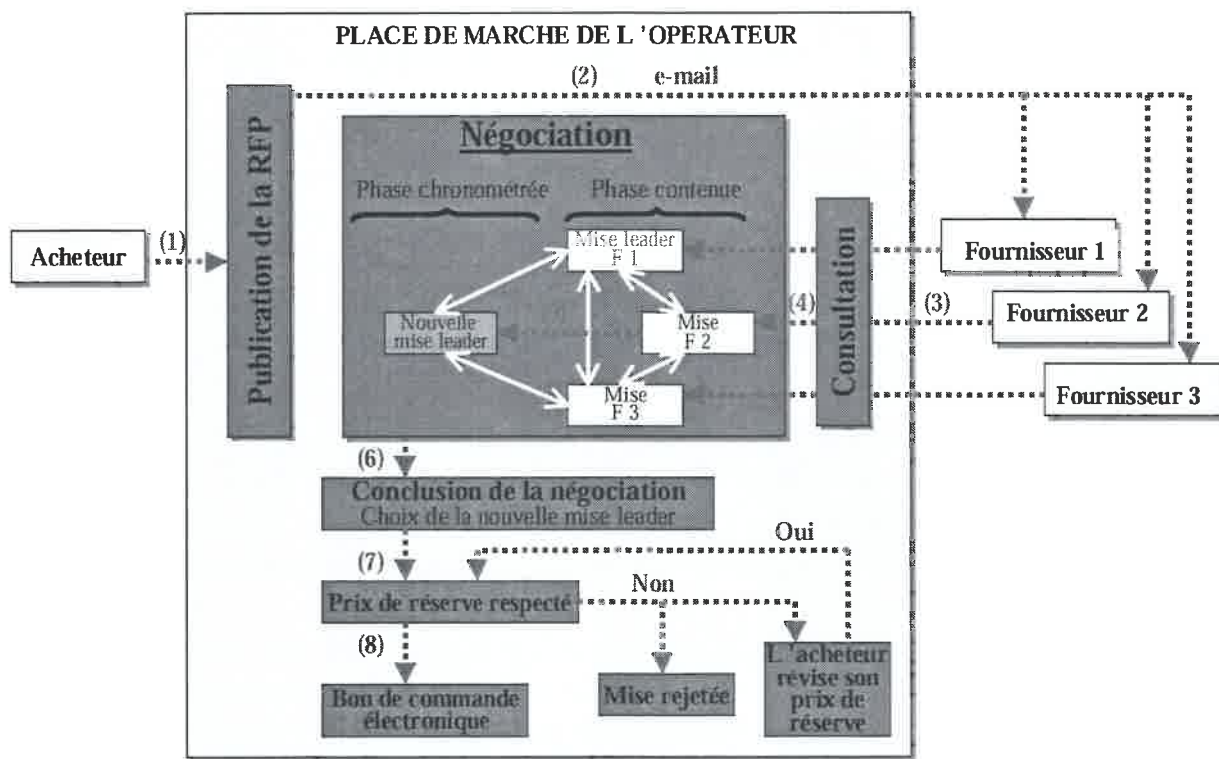 PLACE DE MARCHE DE L 'OPERATEUR
(2) e-mail
Publication de la RFP
Négociation
Phase chronométrée
Phase contenue
Acheteur
(1)
Mise leader
F 1
Nouvelle
mise leader
Mise
F 2
Mise
F 3
(4)
Consultation
(3)
Fournisseur 1
Fournisseur 2
Fournisseur 3
(6)
Conclusion de la négociation
Choix de la nouvelle mise leader
Oui
(7)
Non
Prix de réserve respecté
(8)
Bon de commande
électronique
Mise rejetée
L 'acheteur
révise son
prix de
réserve